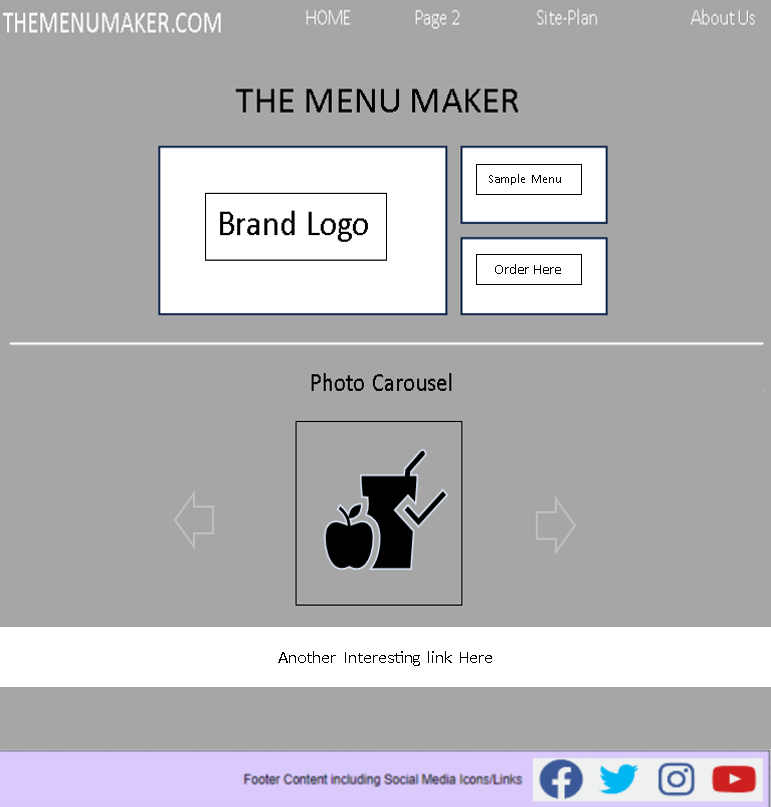 THEMENUMAKER.COM HOME Page 2 Site-Plan About Us
THE MENU MAKER
Brand Logo
Sample Menu
Order Here
Photo Carousel
Another Interesting link Here
Footer Content including Social Media Icons/Links